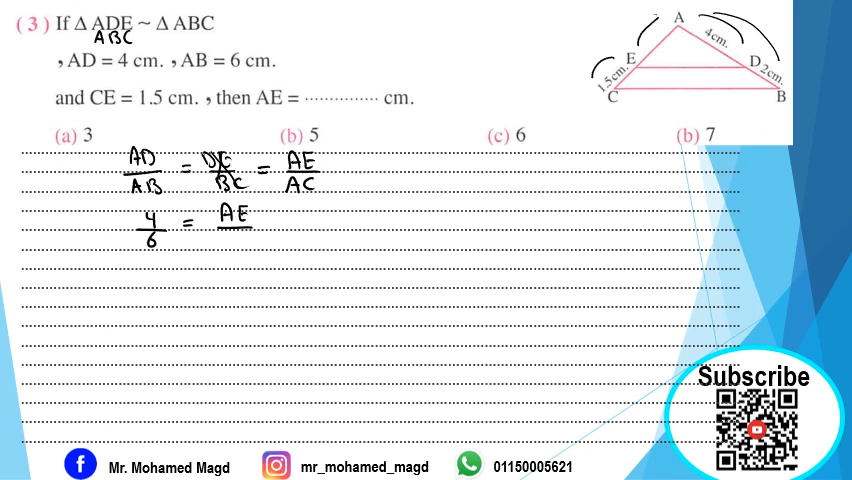 ( 3 ) If Δ ADE ~ Δ ABC
ABC
, AD = 4 cm. , AB = 6 cm.
and CE = 1.5 cm. , then AE = ............... cm.
A
4cm.
E
D
2cm.
1.5cm.
C
B
(a) 3 (b) 5 (c) 6 (b) 7
AD/AB = DE/BC = AE/AC
4/6 = AE
Subscribe
Mr. Mohamed Magd mr_mohamed_magd 01150005621